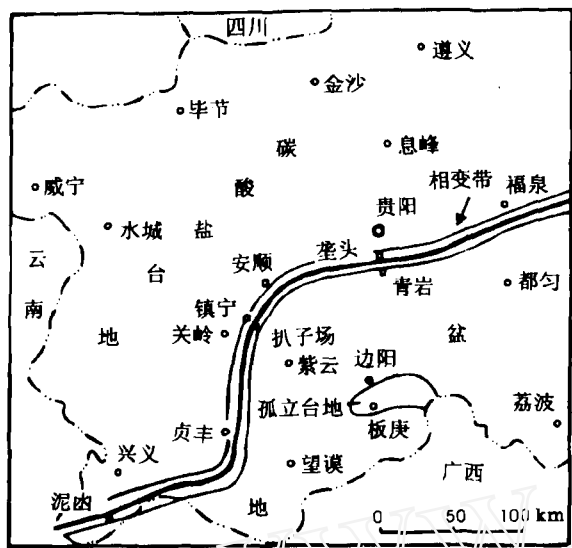 四川
遵义
金沙
毕节
碳
息峰
威宁
酸
相变带
福泉
贵阳
水城
盐
云
台
安顺
垄头
南
青岩
都匀
镇宁
地
关岭
扒子场
盆
紫云
边阳
孤立台地
荔波
贞丰
板庚
兴义
望谟
广西
泥凼
地
0 50 100 km